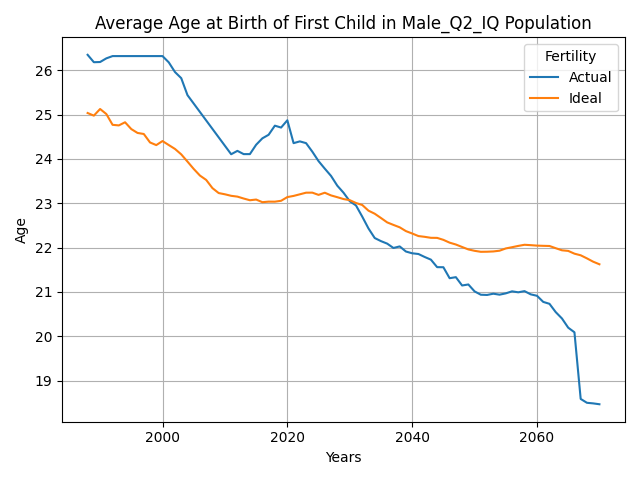 Average Age at Birth of First Child in Male_Q2_IQ Population
Fertility
Actual
Ideal
Age
26
25
24
23
22
21
20
19
2000
2020
2040
2060
Years